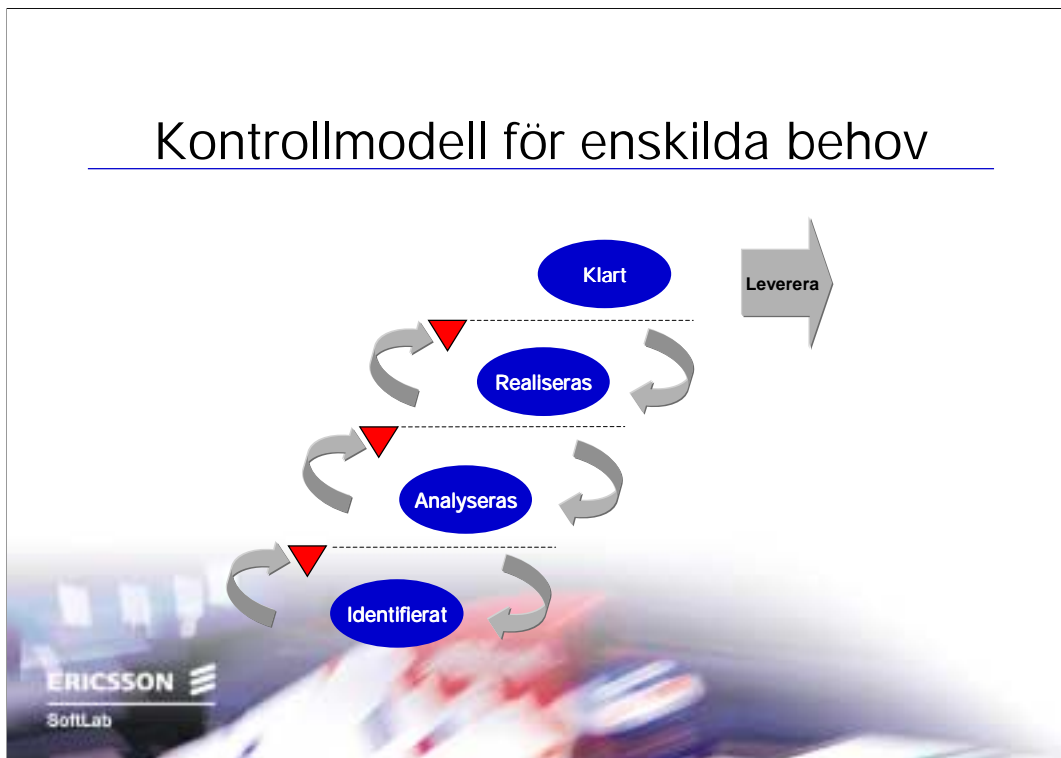 Kontrollmodell för enskilda behov
Klart
Leverera
Realiseras
Analyseras
Identifierat
ERICSSON
SoftLab